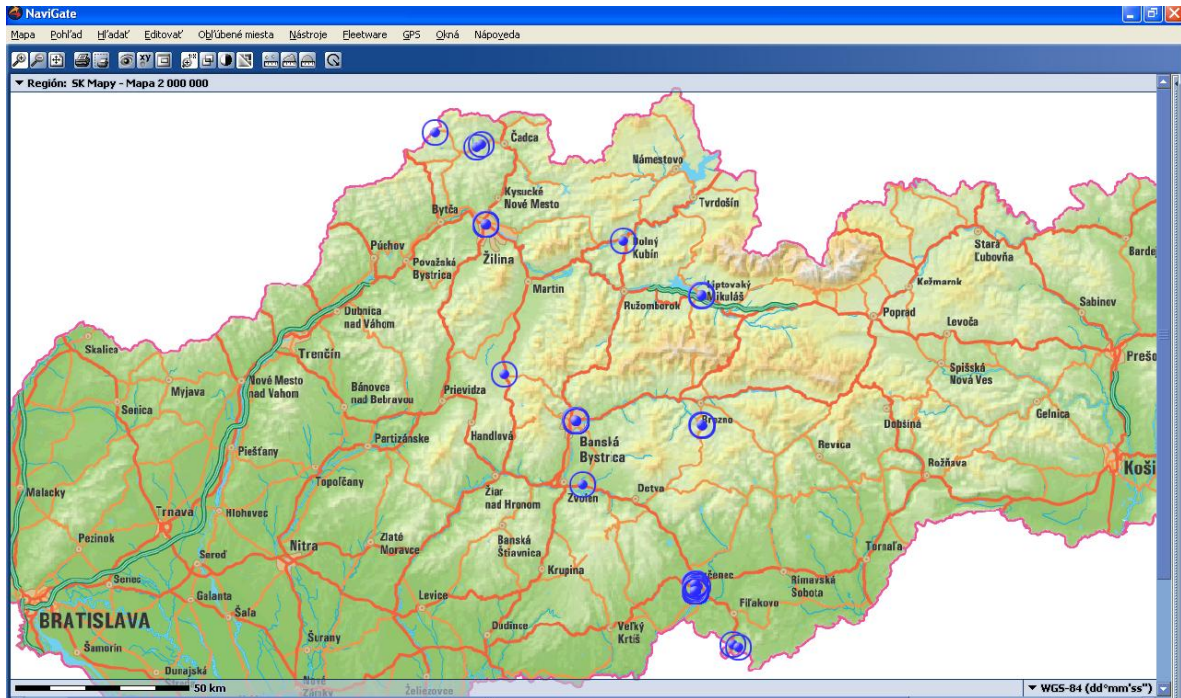 NaviGate
Mapa Pohľad Hľadať Editovať Obľúbené miesta Nástroje Fleetware GPS Okná Nápoveda
Región: SK Mapy - Mapa 2 000 000
Čadca
Námestovo
Kysucké
Nové Mesto
Tvrdošín
Bytča
Púchov
Žilina
Dolný
Kubín
Stará
Ľubovňa
Barde
Považská
Bystrica
Martin
Ružomberok
Liptovský
Mikuláš
Kežmarok
Sabinov
Poprad
Dubnica
nad Váhom
Levoča
Skalica
Trenčín
Prešo
Spišská
Nová Ves
Myjava
Nové Mesto
nad Vahom
Bánovce
nad Bebravou
Prievidza
Senica
Gelnica
Brezno
Dobšiná
Handlová
Partizánske
Banská
Bystrica
Revica
Piešťany
Rožňava
Koši
Topoľčany
Malacky
Žiar
nad Hronom
Zvolen
Detva
Trnava
Hlohovec
Pezinok
Nitra
Zlaté
Moravce
Banská
Štiavnica
Tornaľa
Sereď
Krupina
Rimavská
Sobota
Senec
Galanta
Levice
Fiľakovo
BRATISLAVA
Šaľa
Dudince
Veľký
Krtíš
Šurany
Šamorín
Dunajská
Nové
Zámky
Želiezovce
50 km
WGS-84 (dd°mm'ss")